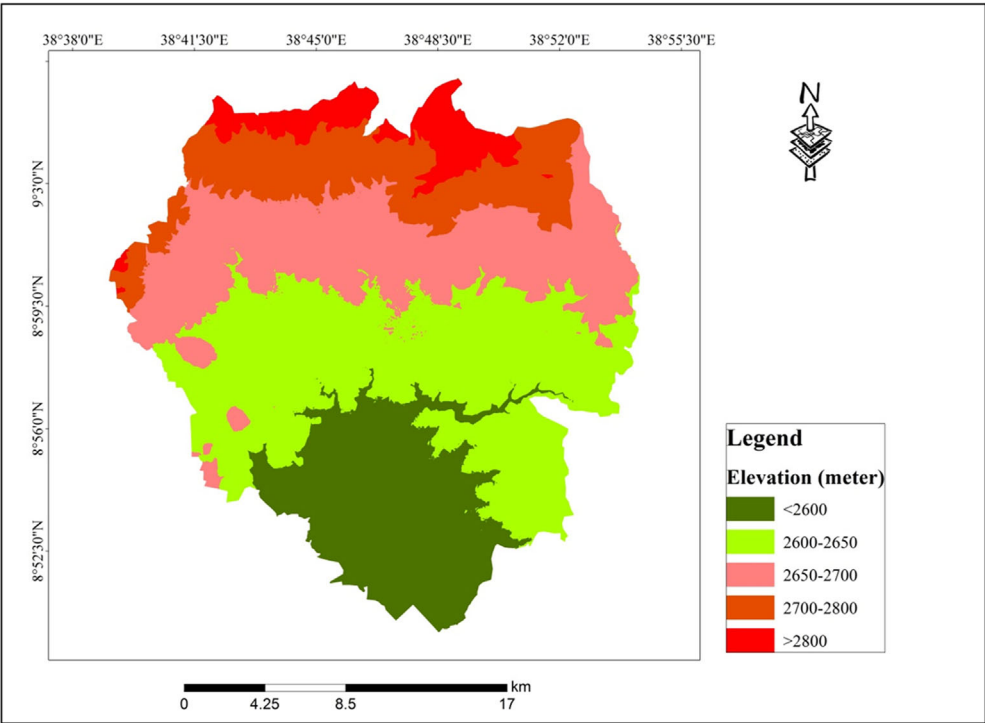 38°38'0"E 38°41'30"E 38°45'0"E 38°48'30"E 38°52'0"E 38°55'30"E
N
9°3'0"N
8°59'30"N
8°56'0"N
8°52'30"N
Legend
Elevation (meter)
<2600
2600-2650
2650-2700
2700-2800
>2800
km
0 4.25 8.5 17